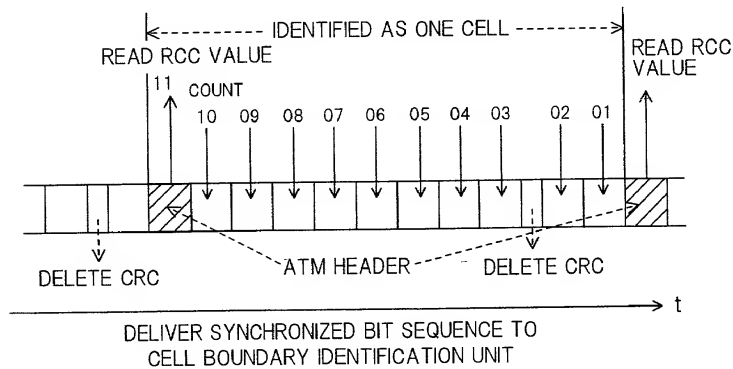 IDENTIFIED AS ONE CELL
READ RCC VALUE
READ RCC
VALUE
11
COUNT
10 09 08 07 06 05 04 03 02 01
DELETE CRC
ATM HEADER
DELETE CRC
t
DELIVER SYNCHRONIZED BIT SEQUENCE TO
CELL BOUNDARY IDENTIFICATION UNIT